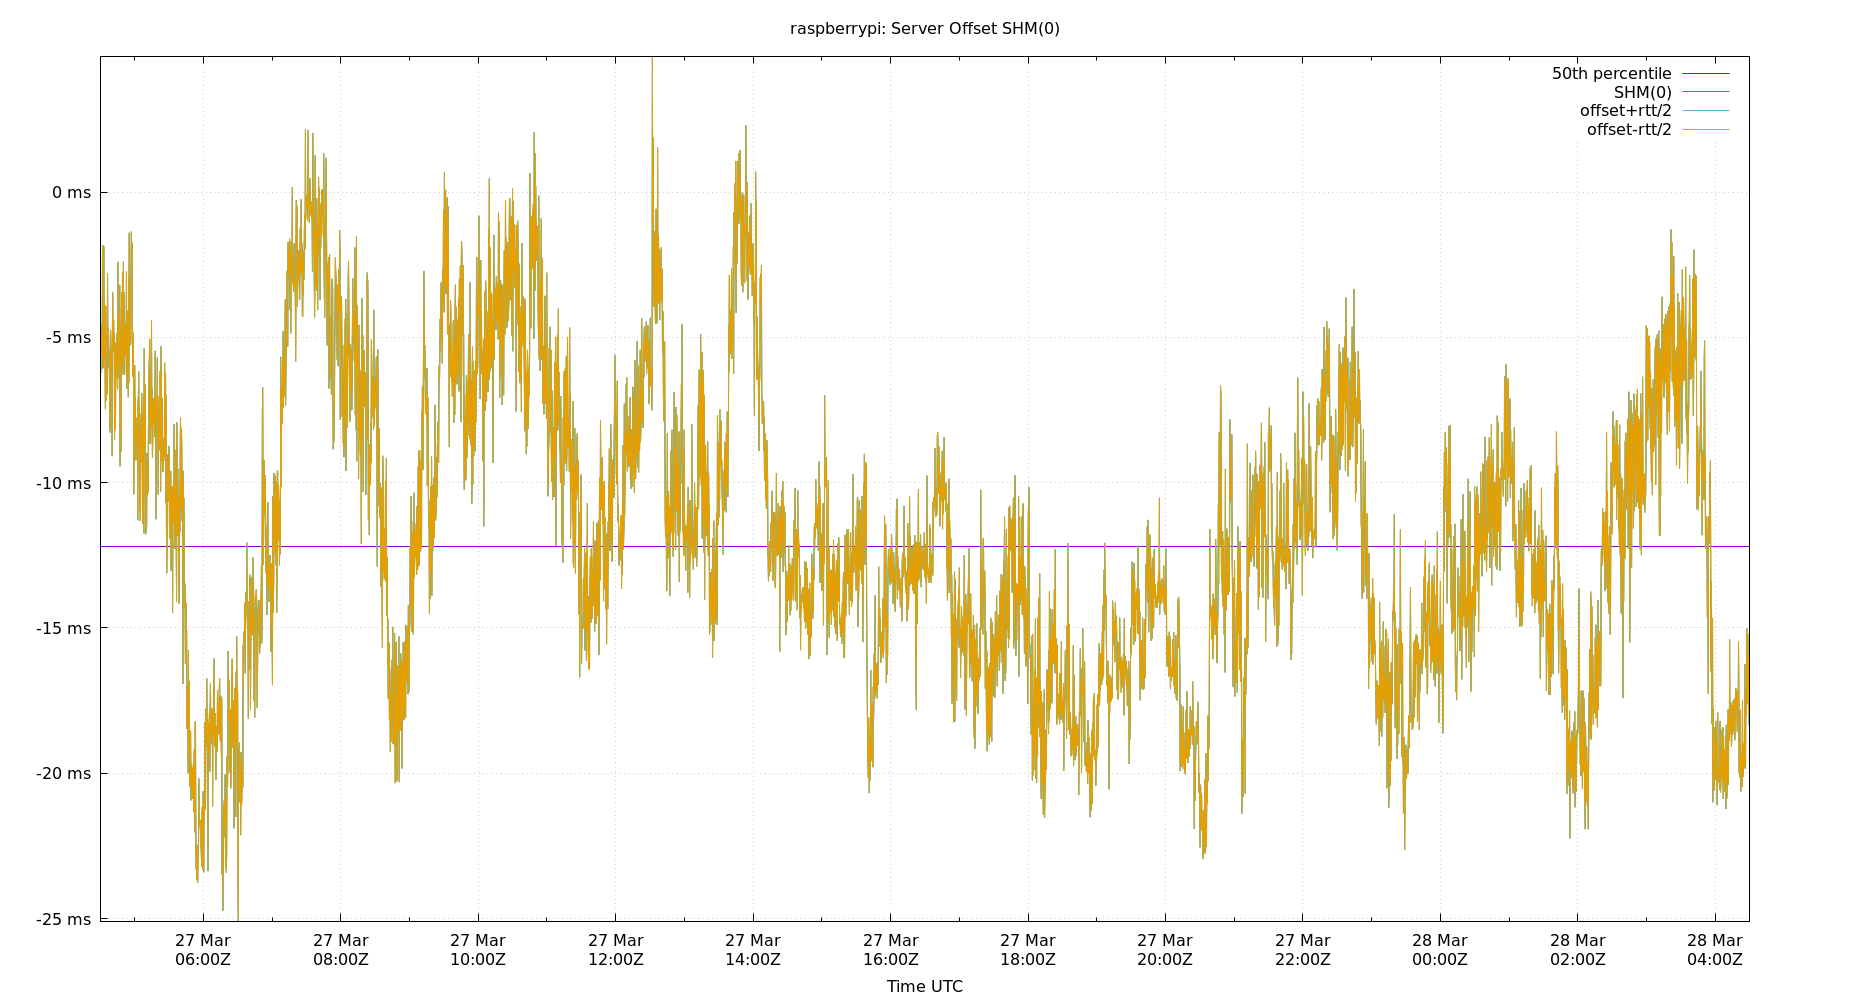 raspberrypi: Server Offset SHM(0)
50th percentile
SHM(0)
offset+rtt/2
offset-rtt/2
0 ms
-5 ms
-10 ms
-15 ms
-20 ms
-25 ms
27 Mar 27 Mar 27 Mar 27 Mar 27 Mar 27 Mar 27 Mar 27 Mar 27 Mar 28 Mar 28 Mar 28 Mar
06:00Z 08:00Z 10:00Z 12:00Z 14:00Z 16:00Z 18:00Z 20:00Z 22:00Z 00:00Z 02:00Z 04:00Z
Time UTC